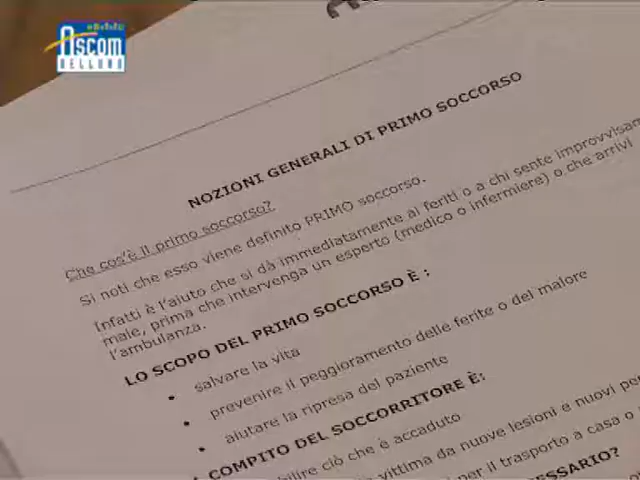 Ascom
BELLUNO
NOZIONI GENERALI DI PRIMO SOCCORSO
Che cos'è il primo soccorso?
Si noti che esso viene definito PRIMO soccorso.
Infatti è l'aiuto che si dà immediatamente ai feriti o a chi sente improvvisam
male, prima che intervenga un esperto (medico o infermiere) o che arrivi
l'ambulanza.
LO SCOPO DEL PRIMO SOCCORSO È :
• salvare la vita
• prevenire il peggioramento delle ferite o del malore
• aiutare la ripresa del paziente
COMPITO DEL SOCCORRITORE È:
bilire ciò che è accaduto
vittima da nuove lesioni e nuovi per
per il trasporto a casa o
ESSARIO?